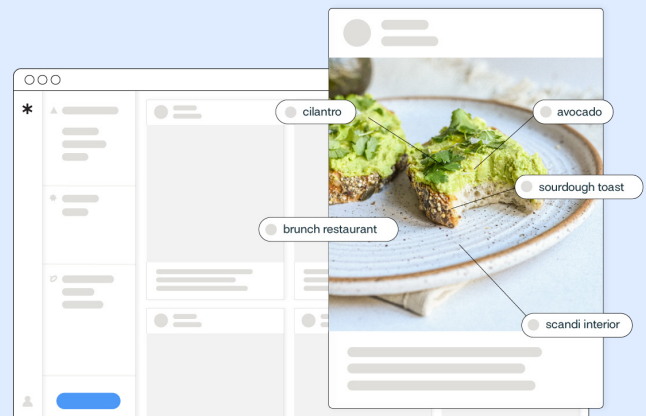 cilantro
avocado
sourdough toast
brunch restaurant
scandi interior